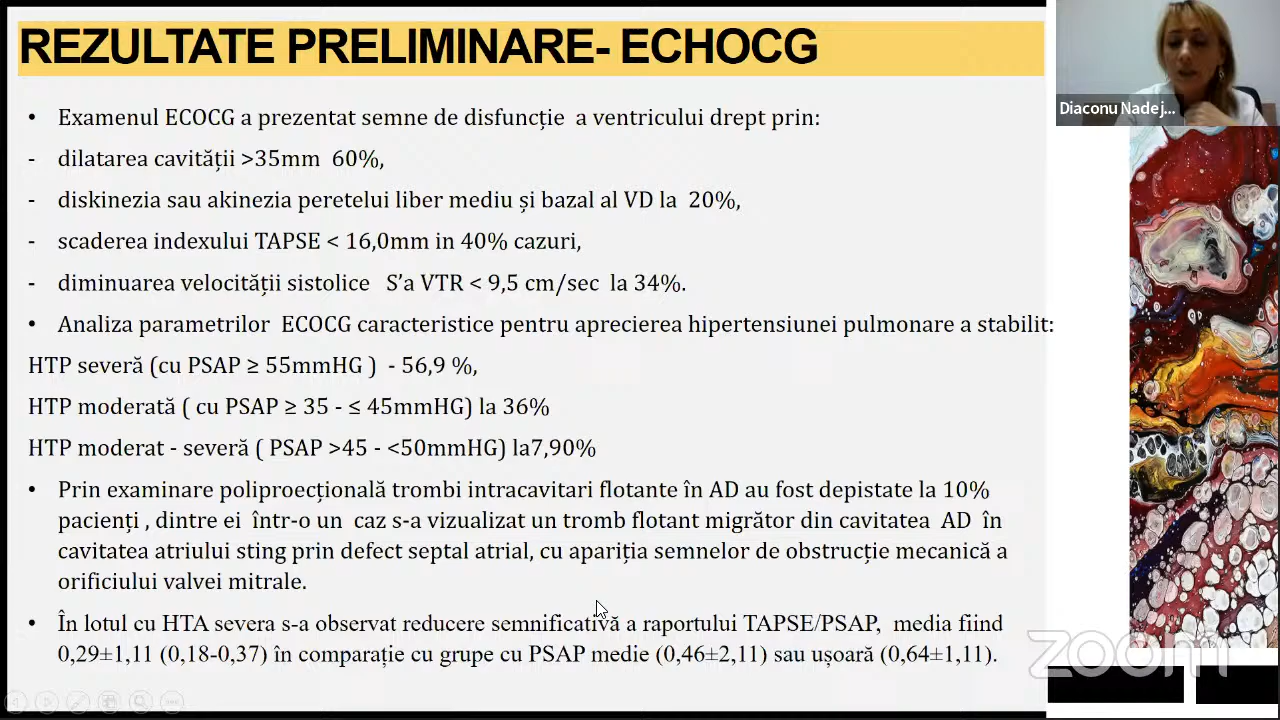 REZULTATE PRELIMINARE- ECHOCG
• Examenul ECOCG a prezentat semne de disfuncție a ventricului drept prin:
- dilatarea cavității >35mm 60%,
- diskinezia sau akinezia peretelui liber mediu și bazal al VD la 20%,
- scaderea indexului TAPSE < 16,0mm in 40% cazuri,
- diminuarea velocității sistolice S’a VTR < 9,5 cm/sec la 34%.
• Analiza parametrilor ECOCG caracteristice pentru aprecierea hipertensiunei pulmonare a stabilit:
HTP severă (cu PSAP ≥ 55mmHG ) - 56,9 %,
HTP moderată ( cu PSAP ≥ 35 - ≤ 45mmHG) la 36%
HTP moderat - severă ( PSAP >45 - <50mmHG) la7,90%
• Prin examinare poliproecțională trombi intracavitari flotante în AD au fost depistate la 10%
pacienți , dintre ei într-o un caz s-a vizualizat un tromb flotant migrător din cavitatea AD în
cavitatea atriului sting prin defect septal atrial, cu apariția semnelor de obstrucție mecanică a
orificiului valvei mitrale.
• În lotul cu HTA severa s-a observat reducere semnificativă a raportului TAPSE/PSAP, media fiind
0,29±1,11 (0,18-0,37) în comparație cu grupe cu PSAP medie (0,46±2,11) sau ușoară (0,64±1,11).
Diaconu Nadej...
zoom